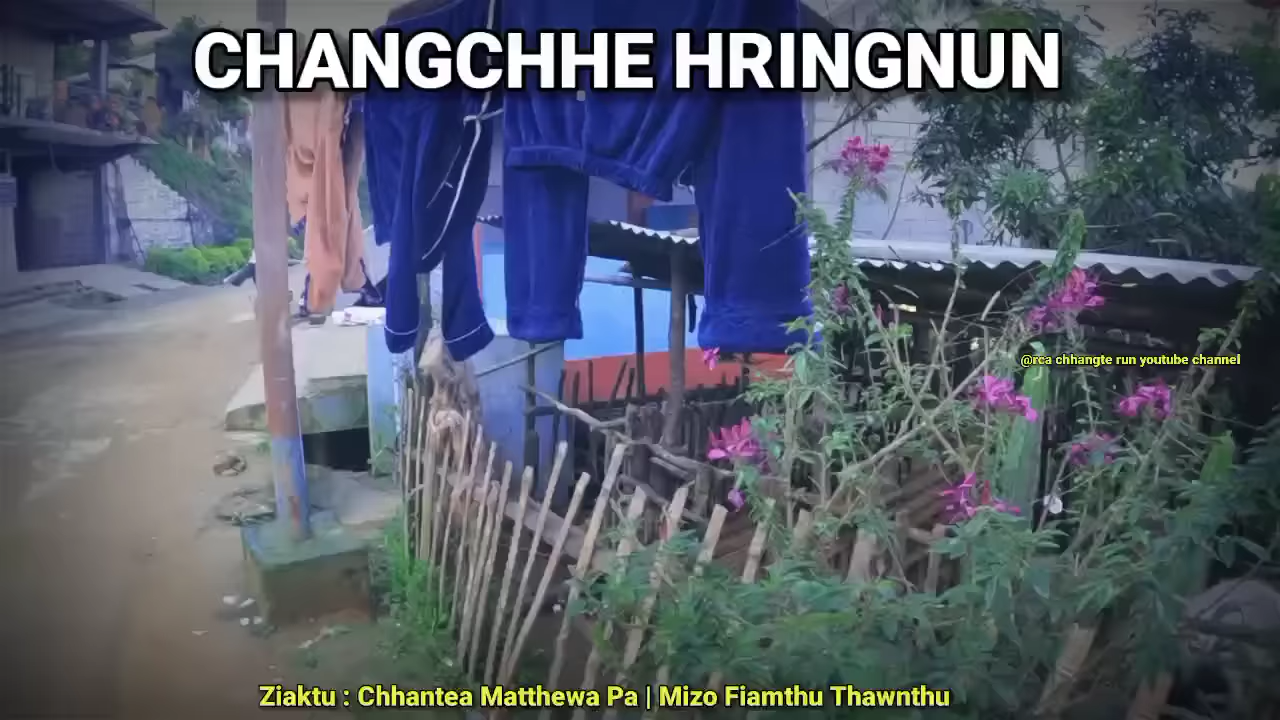 CHANGCHHE HRINGNUN
@rca chhangte run youtube channel
Ziaktu : Chhantea Matthewa Pa | Mizo Fiamthu Thawnthu